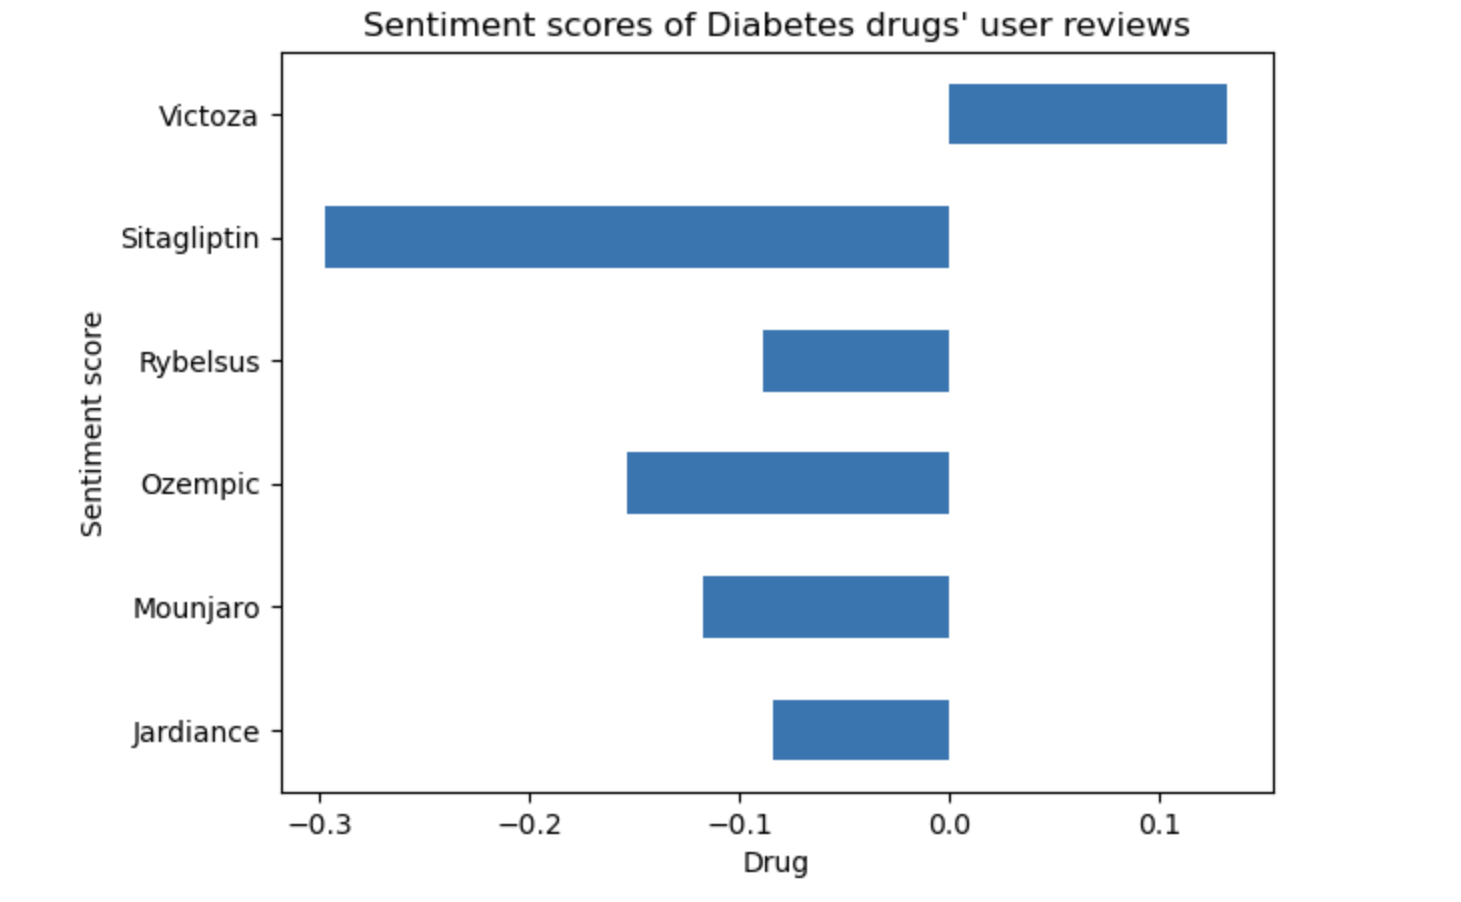 Sentiment scores of Diabetes drugs' user reviews
Victoza
Sitagliptin
Rybelsus
Ozempic
Mounjaro
Jardiance
Sentiment score
−0.3 −0.2 −0.1 0.0 0.1
Drug